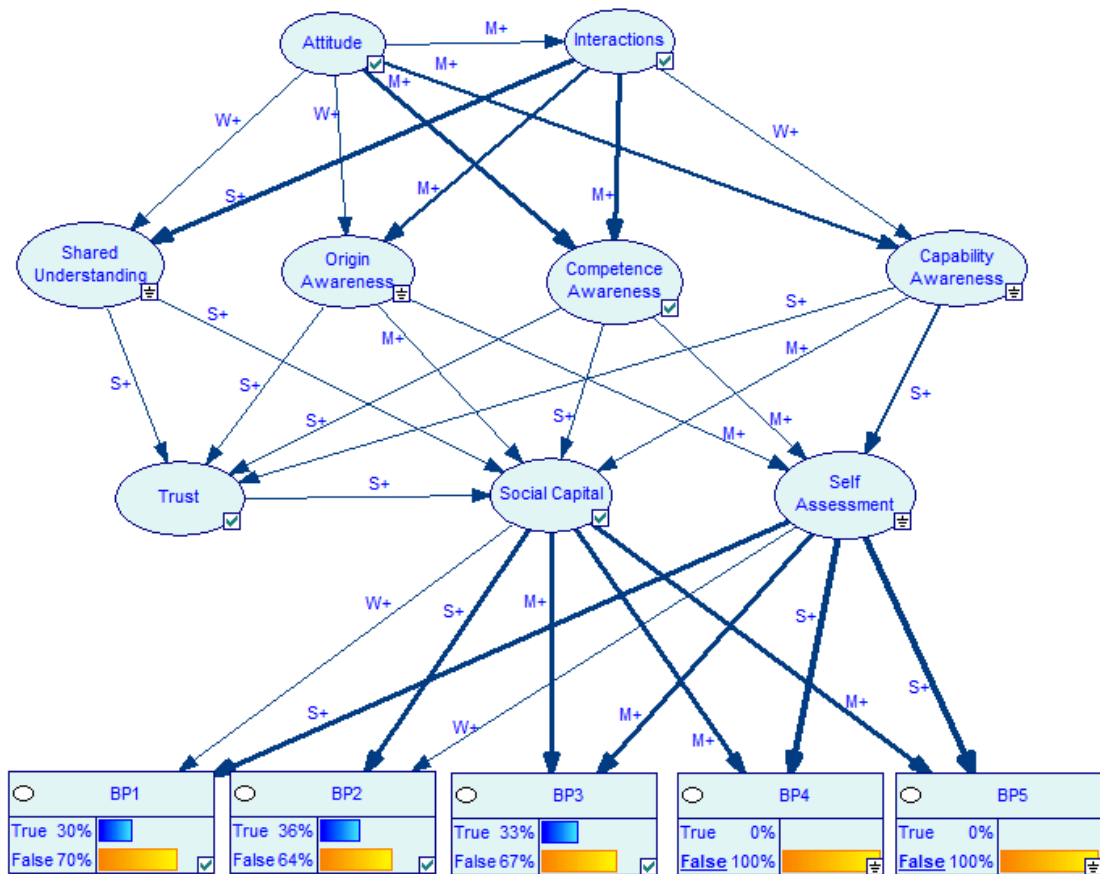 Attitude
M+
Interactions
M+
M+
W+
W+
W+
S+
M+
M+
Shared
Understanding
Origin
Awareness
Competence
Awareness
Capability
Awareness
S+
M+
S+
M+
S+
S+
S+
S+
M+
M+
S+
Trust
S+
Social Capital
Self
Assessment
W+
S+
M+
S+
S+
W+
M+
M+
S+
M+
BP1
True 30%
False 70%
BP2
True 36%
False 64%
BP3
True 33%
False 67%
BP4
True 0%
False 100%
BP5
True 0%
False 100%